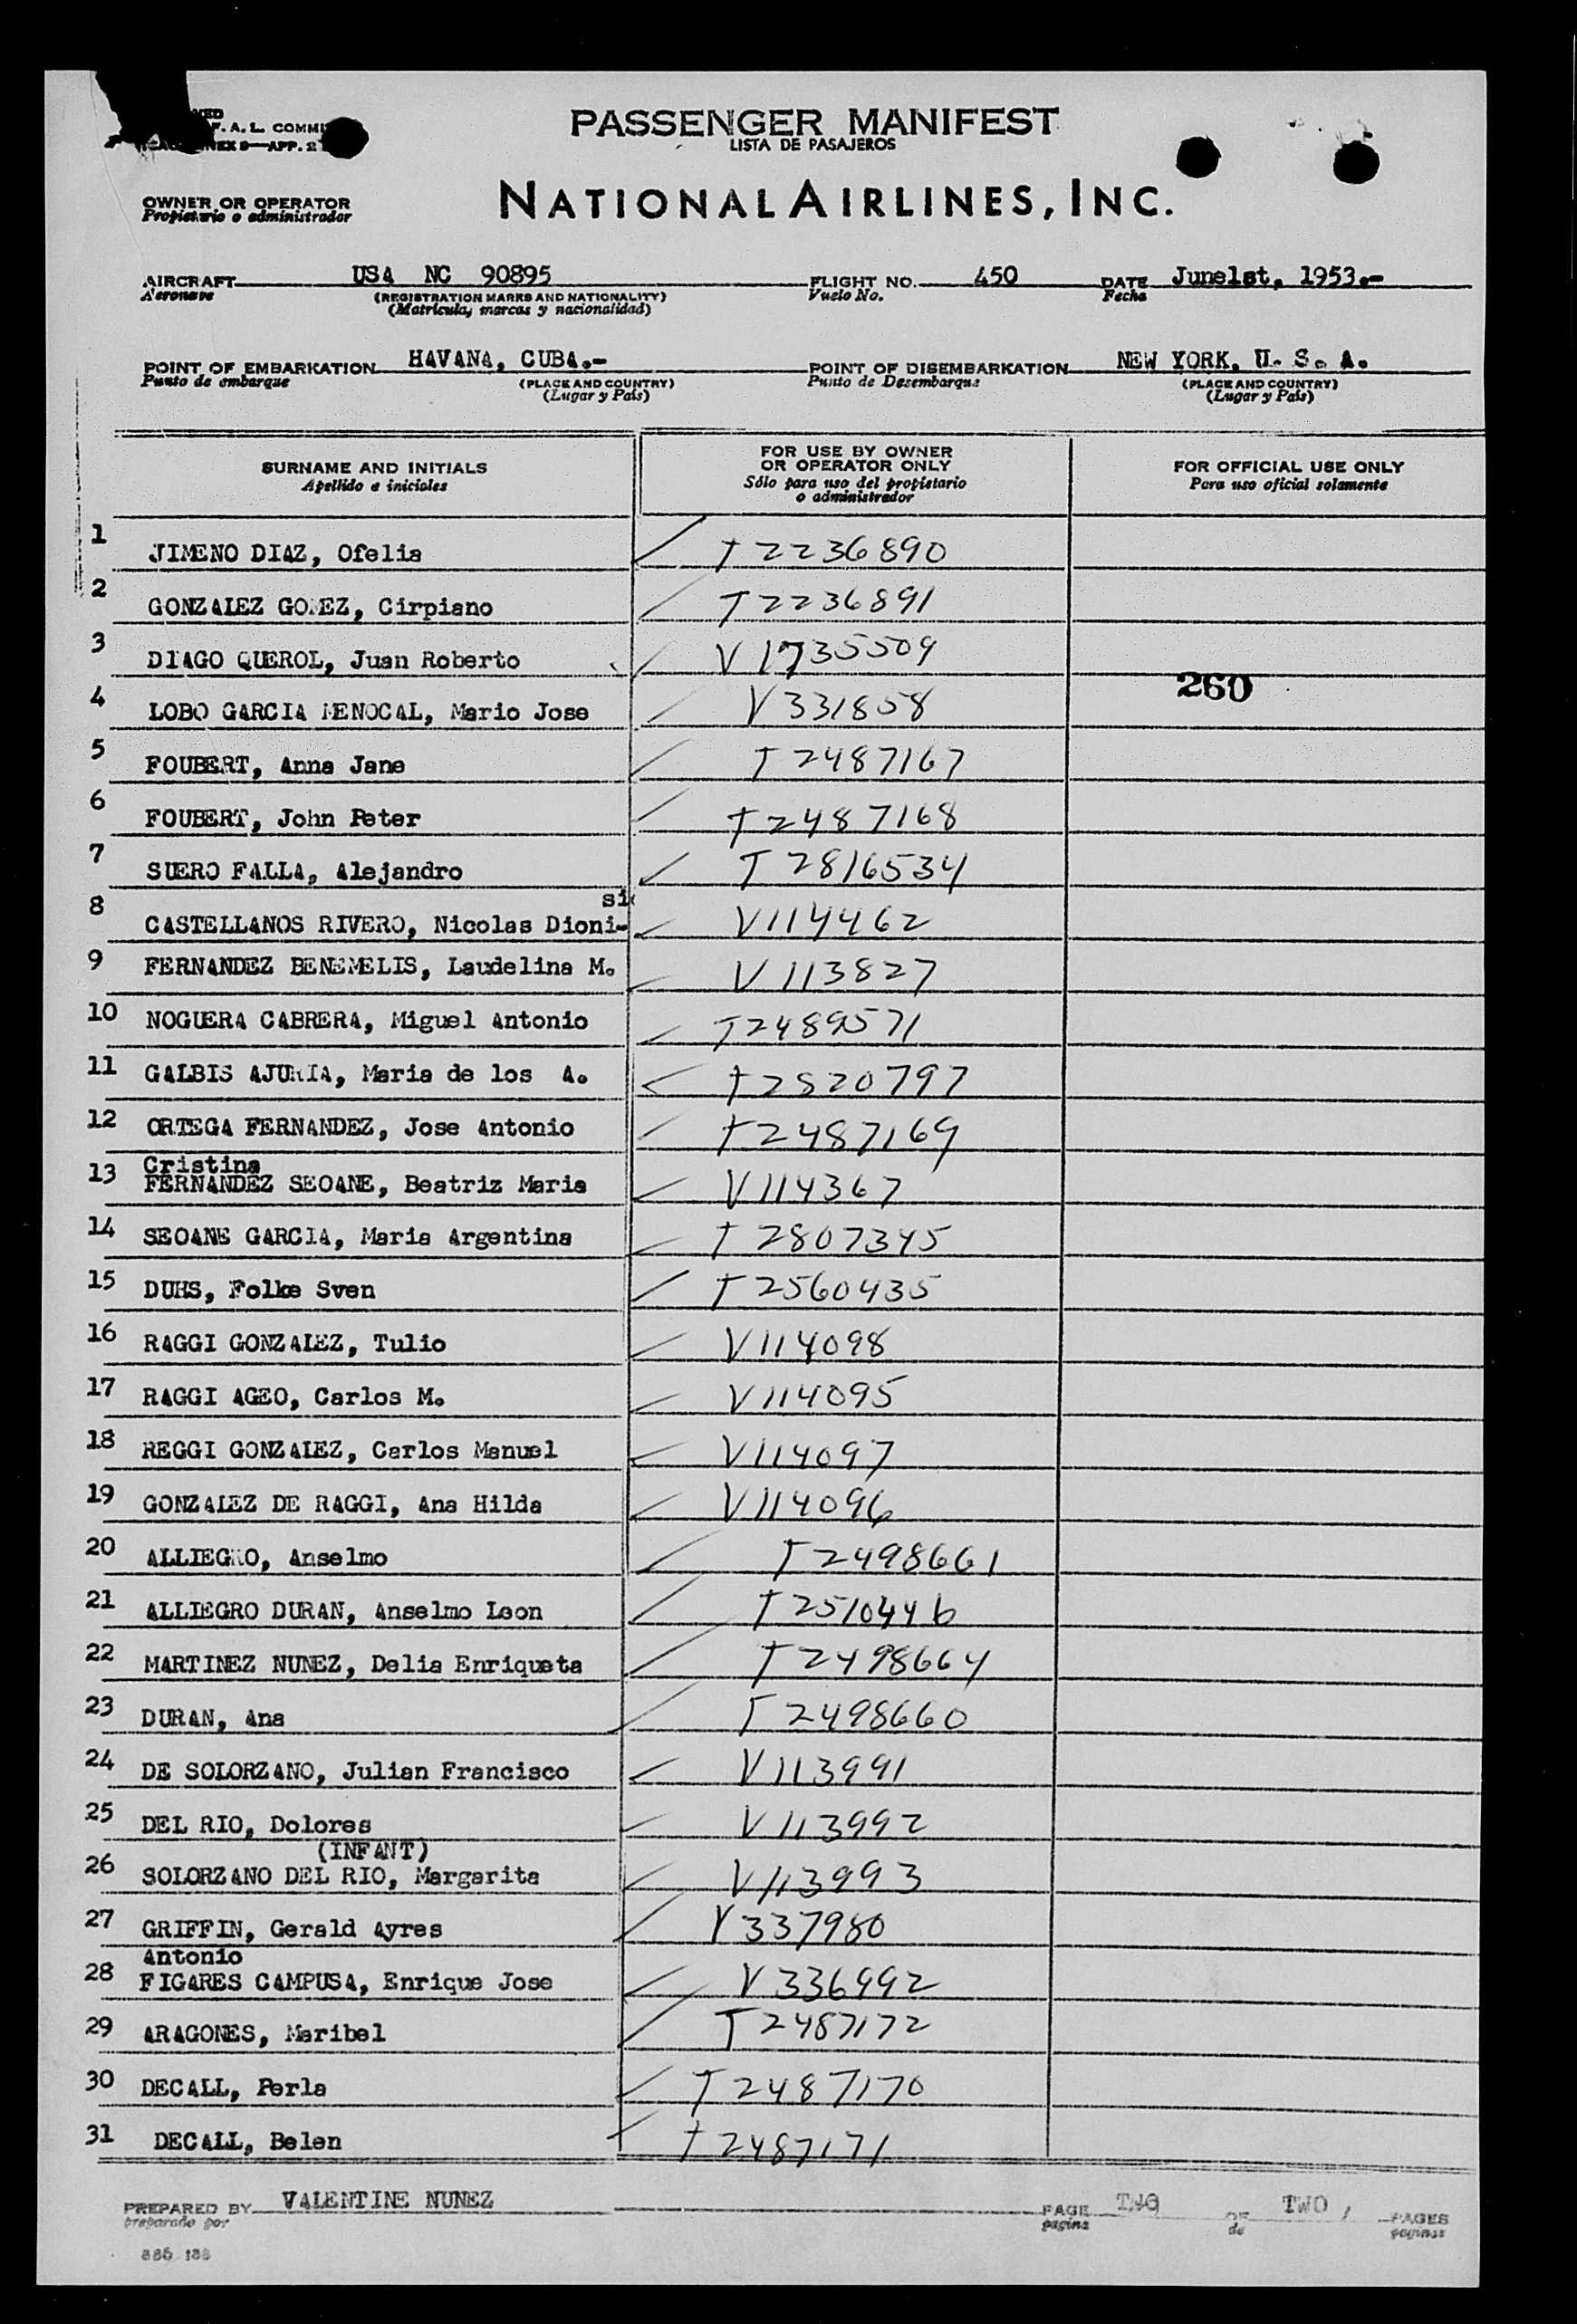 F. A. L. COMMI
PASSENGER MANIFEST
LISTA DE PASAJEROS
OWNER OR OPERATOR
Propietario o administrador
NATIONAL AIRLINES, INC.
AIRCRAFT USA NC 90895 FLIGHT NO. 450 DATE June1st, 1953.-
Aeronave (REGISTRATION MARKS AND NATIONALITY) Vuelo No. Fecha
(Matricula, marcas y nacionalidad)
POINT OF EMBARKATION HAVANA, CUBA.- POINT OF DISEMBARKATION NEW YORK, U. S. A.
Punto de embarque (PLACE AND COUNTRY) Punto de Desembarque (PLACE AND COUNTRY)
(Lugar y País) (Lugar y País)
SURNAME AND INITIALS
Apellido e iniciales
FOR USE BY OWNER
OR OPERATOR ONLY
Sólo para uso del propietario
o administrador
FOR OFFICIAL USE ONLY
Para uso oficial solamente
1 JIMENO DIAZ, Ofelia T2236890
2 GONZALEZ GOMEZ, Cirpiano T2236891
3 DIAGO QUEROL, Juan Roberto V1735509
260
4 LOBO GARCIA MENOCAL, Mario Jose V331858
5 FOUBERT, Anna Jane T2487167
6 FOUBERT, John Peter T2487168
7 SUERO FALLA, Alejandro T2816534
si
8 CASTELLANOS RIVERO, Nicolas Dioni- V114462
9 FERNANDEZ BENEMELIS, Laudelina M. V113827
10 NOGUERA CABRERA, Miguel Antonio T2489571
11 GALBIS AJURIA, Maria de los A. T2820797
12 ORTEGA FERNANDEZ, Jose Antonio T2487169
Cristina
13 FERNANDEZ SEOANE, Beatriz Maria V114367
14 SEOANE GARCIA, Maria Argentina T2807345
15 DUHS, Folke Sven T2560435
16 RAGGI GONZALEZ, Tulio V114098
17 RAGGI AGEO, Carlos M. V114095
18 REGGI GONZALEZ, Carlos Manuel V114097
19 GONZALEZ DE RAGGI, Ana Hilda V114096
20 ALLIEGRO, Anselmo T2498661
21 ALLIEGRO DURAN, Anselmo Leon T2510446
22 MARTINEZ NUNEZ, Delia Enriqueta T2498664
23 DURAN, Ana T2498660
24 DE SOLORZANO, Julian Francisco V113991
25 DEL RIO, Dolores V113992
(INFANT)
26 SOLORZANO DEL RIO, Margarita V113993
27 GRIFFIN, Gerald Ayres V337980
Antonio
28 FIGARES CAMPUSA, Enrique Jose V336992
29 ARAGONES, Maribel T2487172
30 DECALL, Perla T2487170
31 DECALL, Belen T2487171
PREPARED BY VALENTINE NUNEZ PAGE TWO OF TWO PAGES
preparado por pagina de paginas